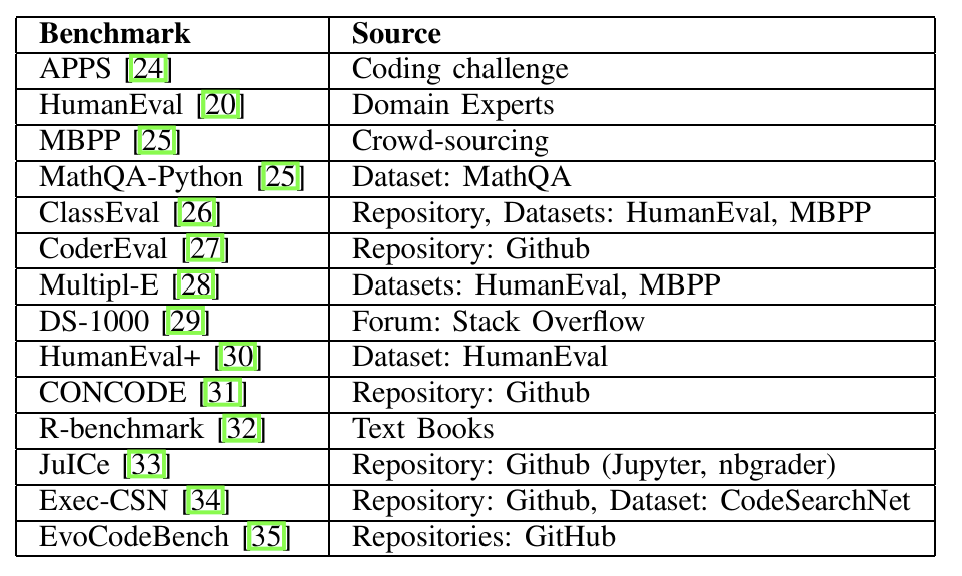 Benchmark Source
APPS [24] Coding challenge
HumanEval [20] Domain Experts
MBPP [25] Crowd-sourcing
MathQA-Python [25] Dataset: MathQA
ClassEval [26] Repository, Datasets: HumanEval, MBPP
CoderEval [27] Repository: Github
Multipl-E [28] Datasets: HumanEval, MBPP
DS-1000 [29] Forum: Stack Overflow
HumanEval+ [30] Dataset: HumanEval
CONCODE [31] Repository: Github
R-benchmark [32] Text Books
JuICe [33] Repository: Github (Jupyter, nbgrader)
Exec-CSN [34] Repository: Github, Dataset: CodeSearchNet
EvoCodeBench [35] Repositories: GitHub